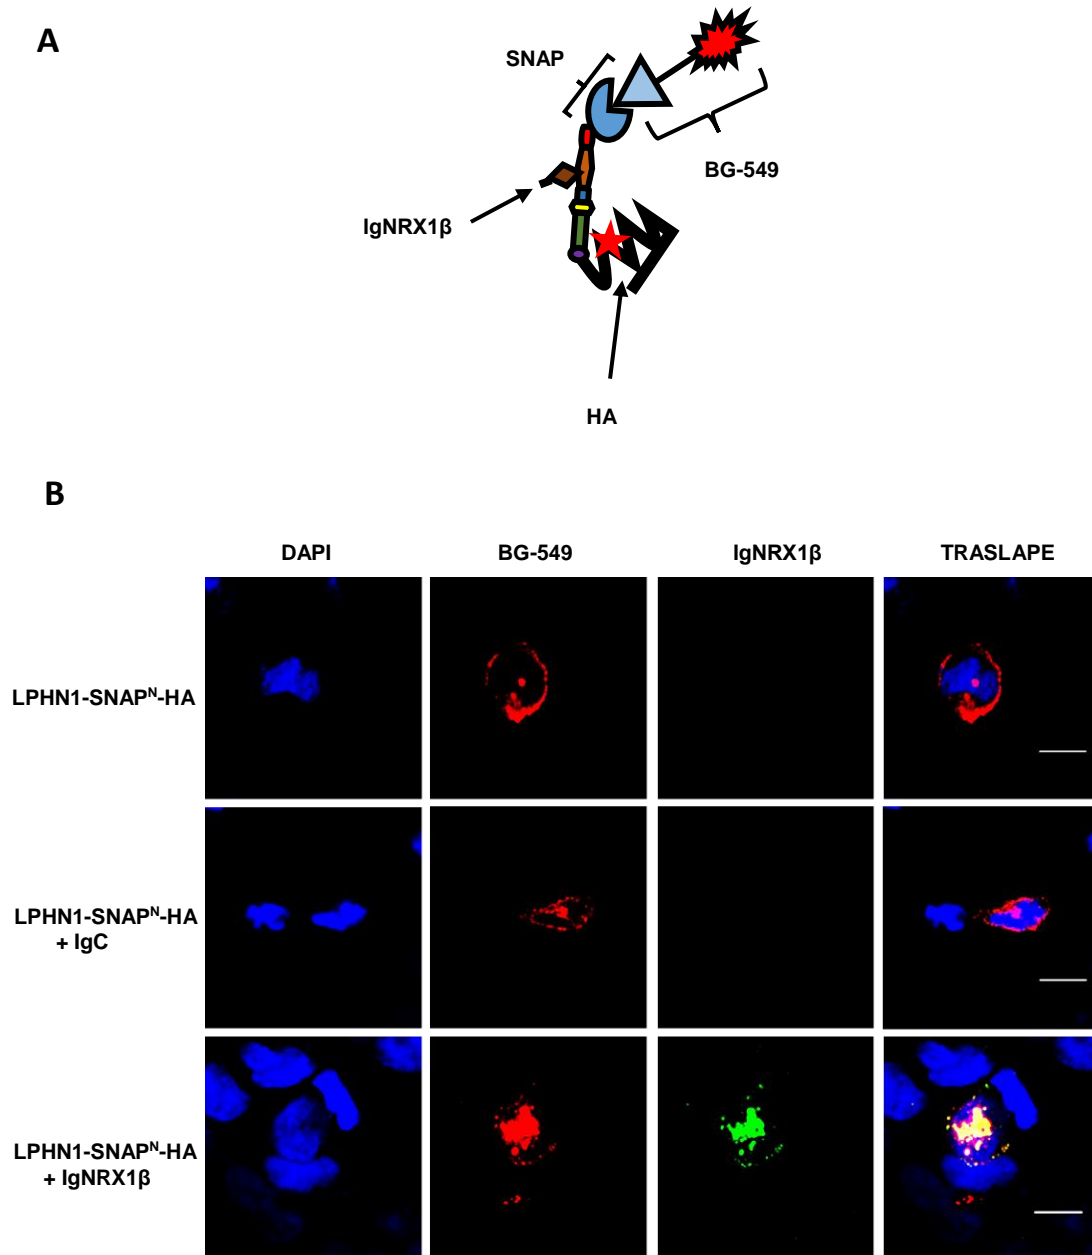 A
SNAP
BG-549
IgNRX1β
HA
B
DAPI BG-549 IgNRX1β TRASLAPE
LPHN1-SNAPᴺ-HA
LPHN1-SNAPᴺ-HA
+ IgC
LPHN1-SNAPᴺ-HA
+ IgNRX1β